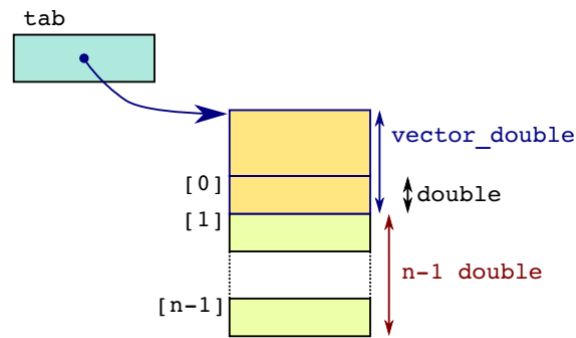 tab
vector_double
[0]
double
[1]
n-1 double
[n-1]